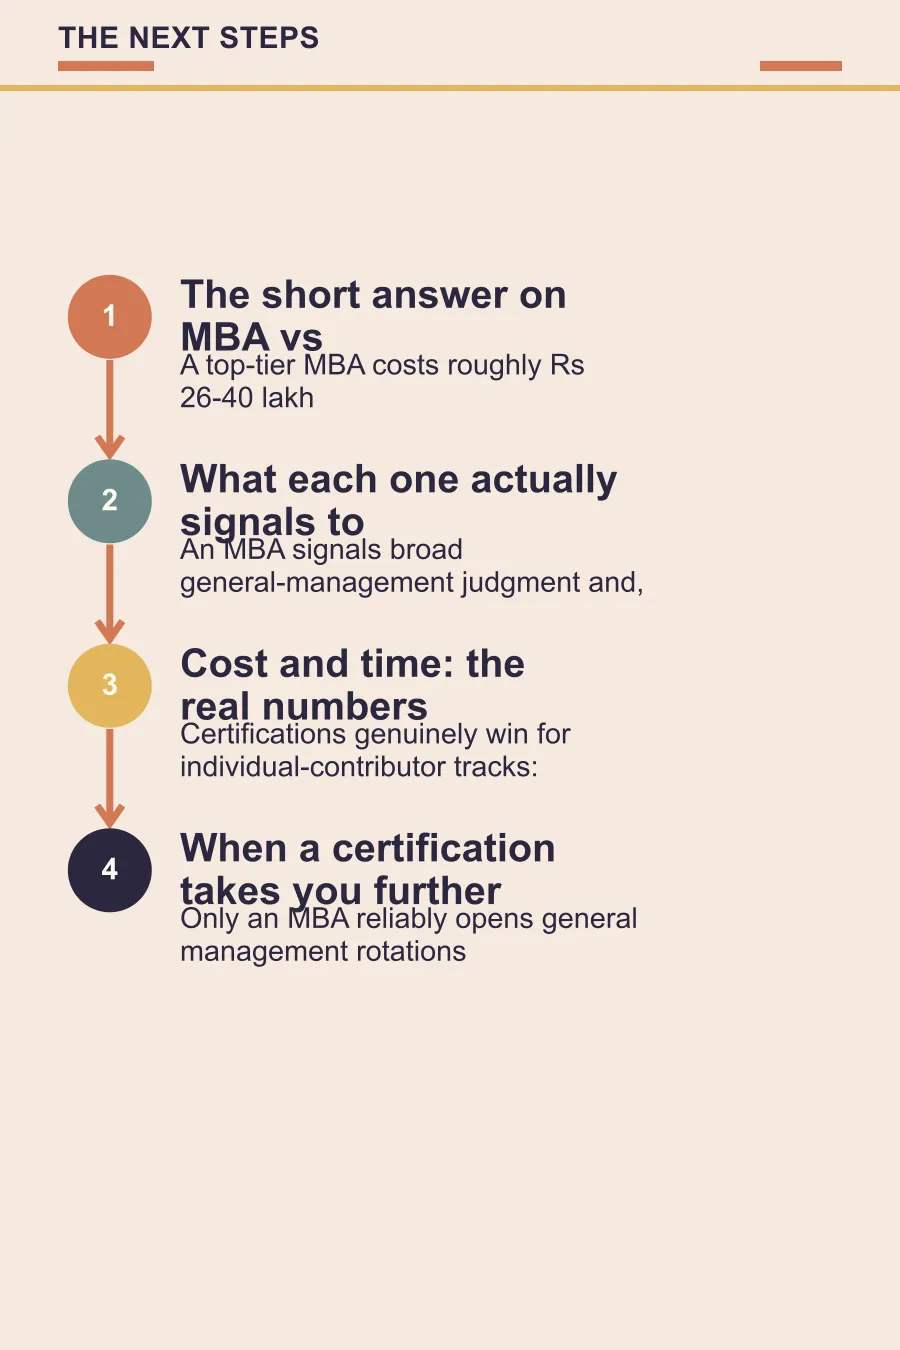 THE NEXT STEPS
1
The short answer on
MBA vs
A top-tier MBA costs roughly Rs
26-40 lakh
2
What each one actually
signals to
An MBA signals broad
general-management judgment and,
3
Cost and time: the
real numbers
Certifications genuinely win for
individual-contributor tracks:
4
When a certification
takes you further
Only an MBA reliably opens general
management rotations